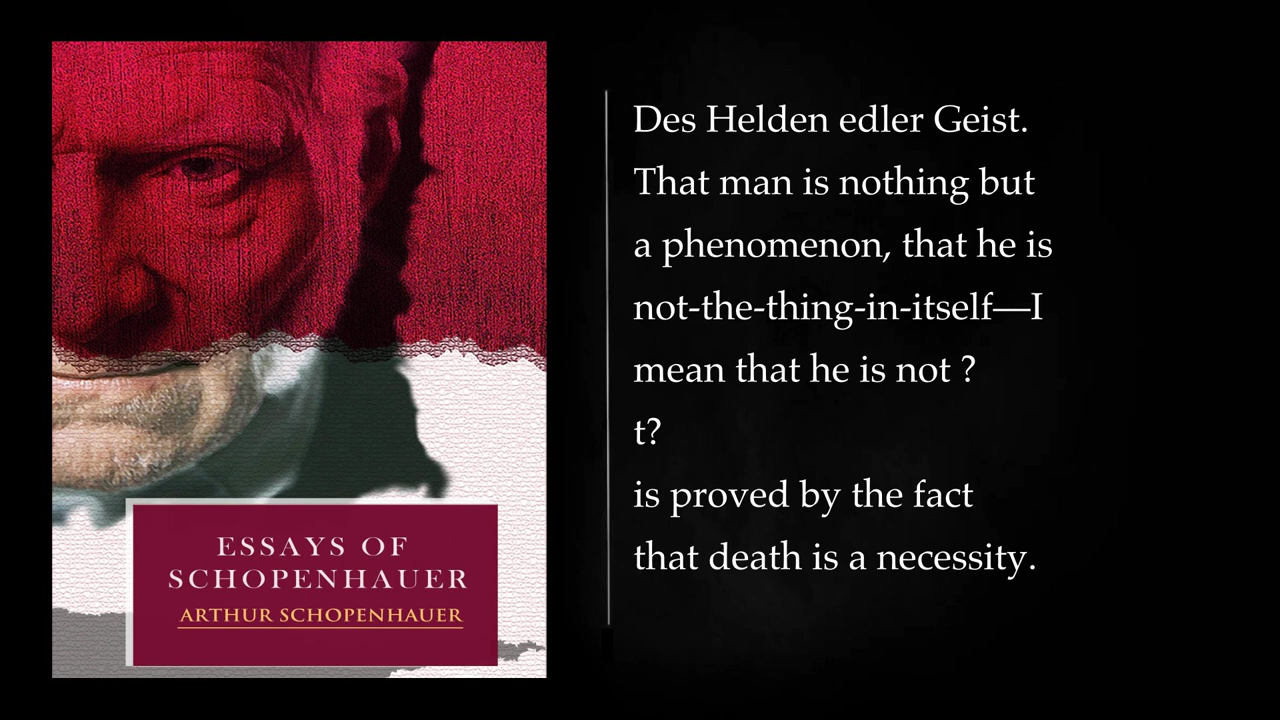 ESSAYS OF
SCHOPENHAUER
ARTHUR SCHOPENHAUER
Des Helden edler Geist.
That man is nothing but
a phenomenon, that he is
not-the-thing-in-itself—I
mean that he is not ?
t?
is proved by the fact
that death is a necessity.